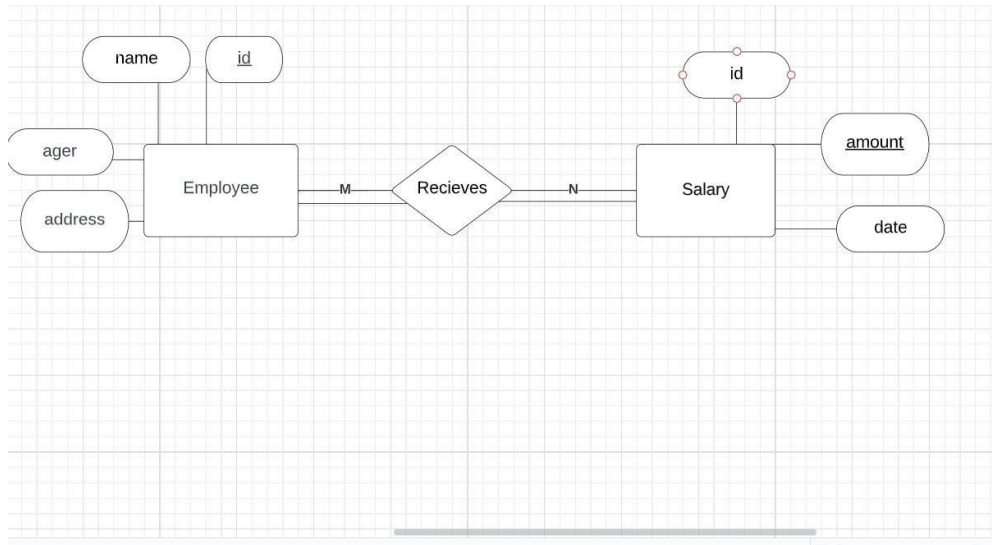 name
id
id
amount
ager
Employee
M
Recieves
N
Salary
address
date